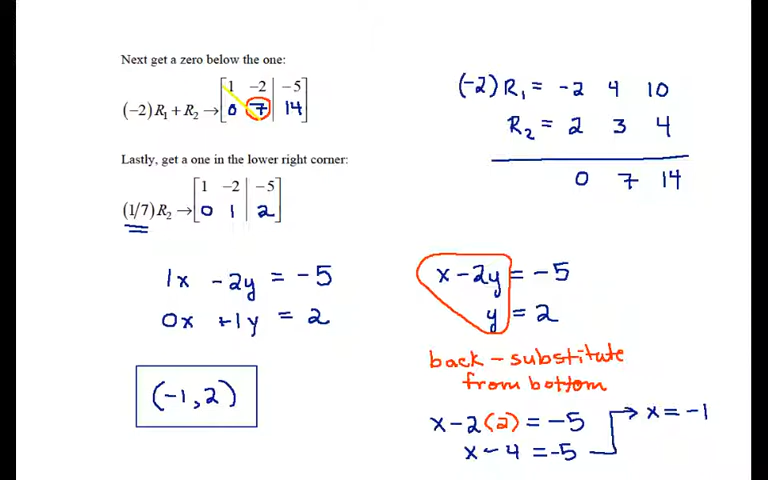 Next get a zero below the one:
(−2)R₁ + R₂ → [1 −2 | −5]
[0 7 | 14]
Lastly, get a one in the lower right corner:
(1/7)R₂ → [1 −2 | −5]
[0 1 | 2]
1x − 2y = −5
0x + 1y = 2
(−1, 2)
(−2)R₁ = −2 4 10
R₂ = 2 3 4
0 7 14
x − 2y = −5
y = 2
back − substitute
from bottom
x − 2(2) = −5
x − 4 = −5 → x = −1